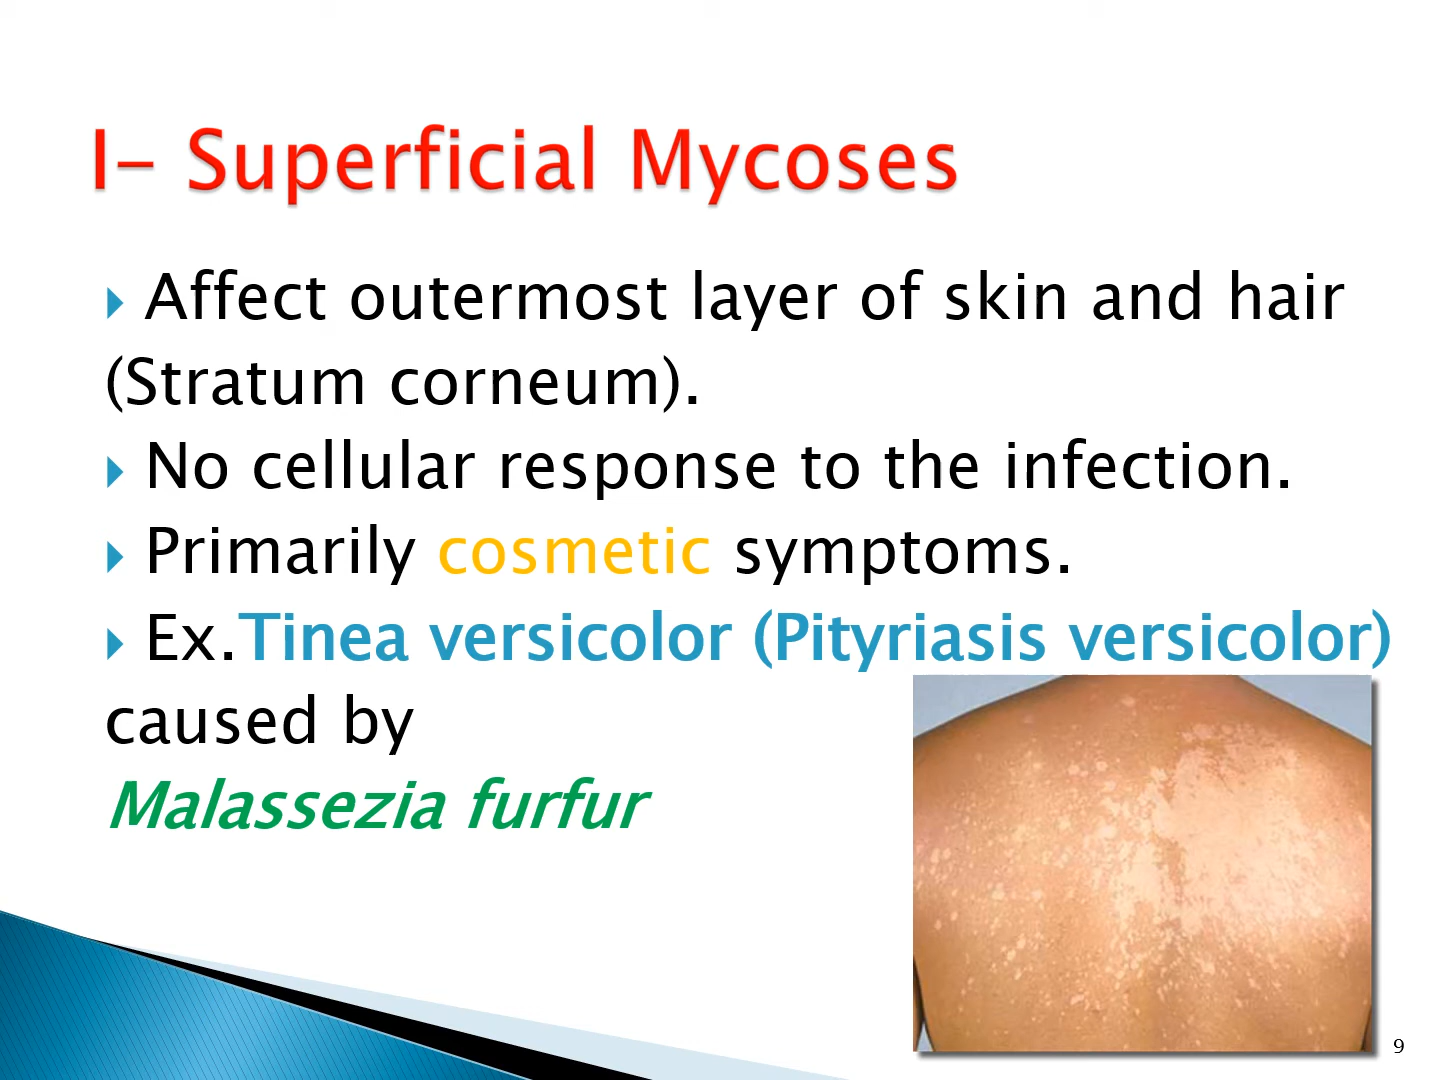 I- Superficial Mycoses
Affect outermost layer of skin and hair
(Stratum corneum).
No cellular response to the infection.
Primarily cosmetic symptoms.
Ex.Tinea versicolor (Pityriasis versicolor)
caused by
Malassezia furfur
9